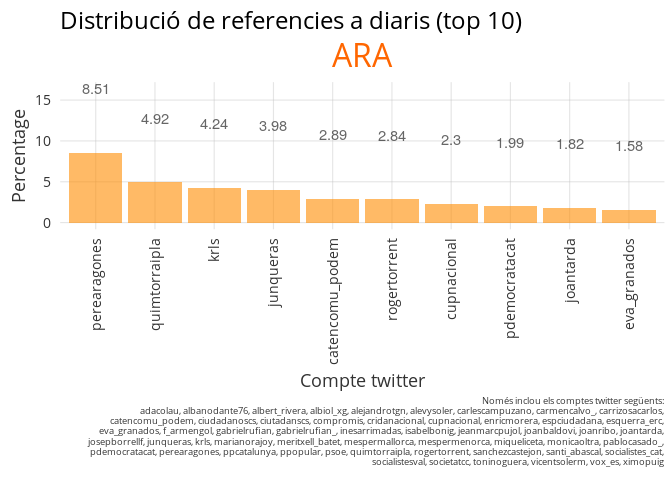 Distribució de referencies a diaris (top 10)
ARA
Percentage
15
10
5
0
8.51
4.92
4.24
3.98
2.89
2.84
2.3
1.99
1.82
1.58
perearagones
quimtorraipla
krls
junqueras
catencomu_podem
rogertorrent
cupnacional
pdemocratacat
joantarda
eva_granados
Compte twitter
Només inclou els comptes twitter següents:
adacolau, albanodante76, albert_rivera, albiol_xg, alejandrotgn, alevysoler, carlescampuzano, carmencalvo_, carrizosacarlos,
catencomu_podem, ciudadanoscs, ciutadanscs, compromis, cridanacional, cupnacional, enricmorera, espciudadana, esquerra_erc,
eva_granados, f_armengol, gabrielrufian, gabrielrufian_, inesarrimadas, isabelbonig, jeanmarcpujol, joanbaldovi, joanribo, joantarda,
josepborrellf, junqueras, krls, marianorajoy, meritxell_batet, mespermallorca, mespermenorca, miqueliceta, monicaoltra, pablocasado_,
pdemocratacat, perearagones, ppcatalunya, ppopular, psoe, quimtorraipla, rogertorrent, sanchezcastejon, santi_abascal, socialistes_cat,
socialistesval, societatcc, toninoguera, vicentsolerm, vox_es, ximopuig